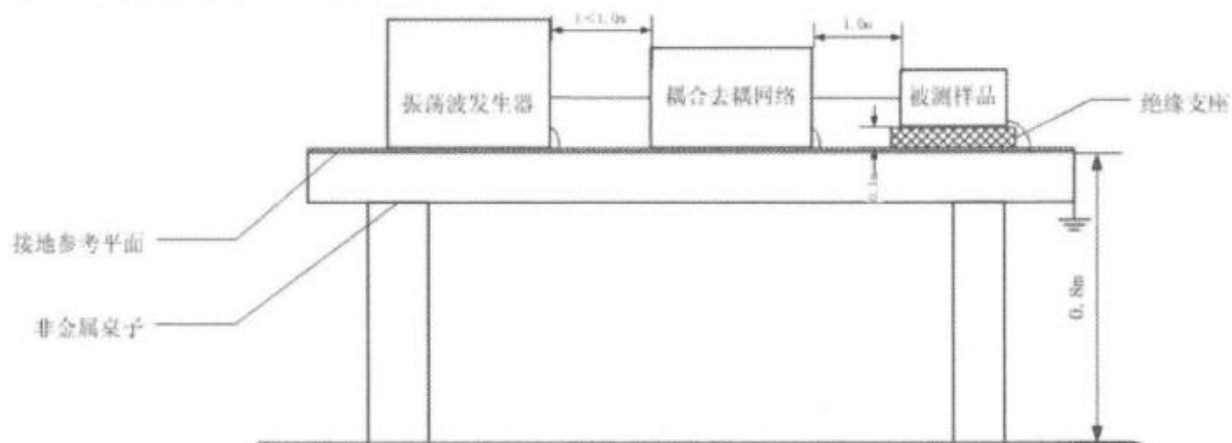 1<1.0m
1.0m
振荡波发生器
耦合去耦网络
被测样品
绝缘支座
0.1m
接地参考平面
0.8m
非金属桌子